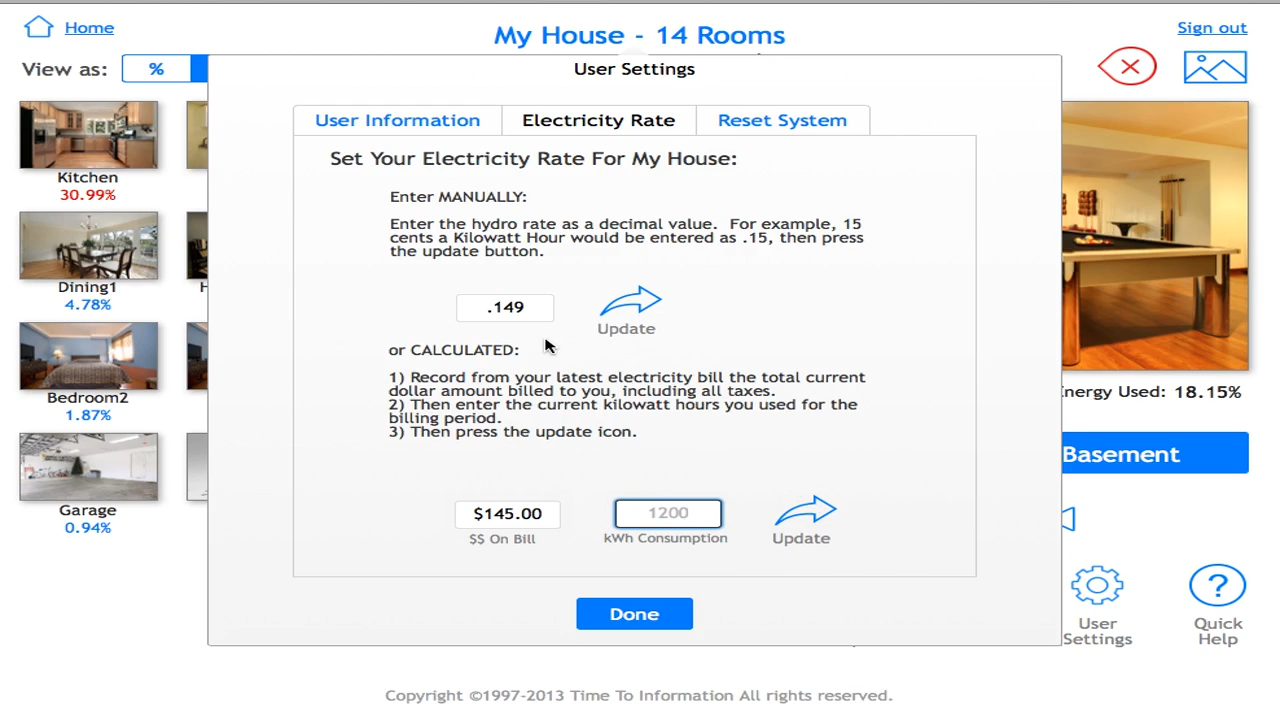 Home
My House - 14 Rooms
Sign out
View as:
%
User Settings
User Information
Electricity Rate
Reset System
Set Your Electricity Rate For My House:
Enter MANUALLY:
Enter the hydro rate as a decimal value. For example, 15
cents a Kilowatt Hour would be entered as .15, then press
the update button.
.149
Update
or CALCULATED:
1) Record from your latest electricity bill the total current
dollar amount billed to you, including all taxes.
2) Then enter the current kilowatt hours you used for the
billing period.
3) Then press the update icon.
$145.00
1200
$$ On Bill
kWh Consumption
Update
Done
Kitchen
30.99%
Dining1
4.78%
Bedroom2
1.87%
Garage
0.94%
Energy Used: 18.15%
Basement
User
Settings
?
Quick
Help
Copyright ©1997-2013 Time To Information All rights reserved.